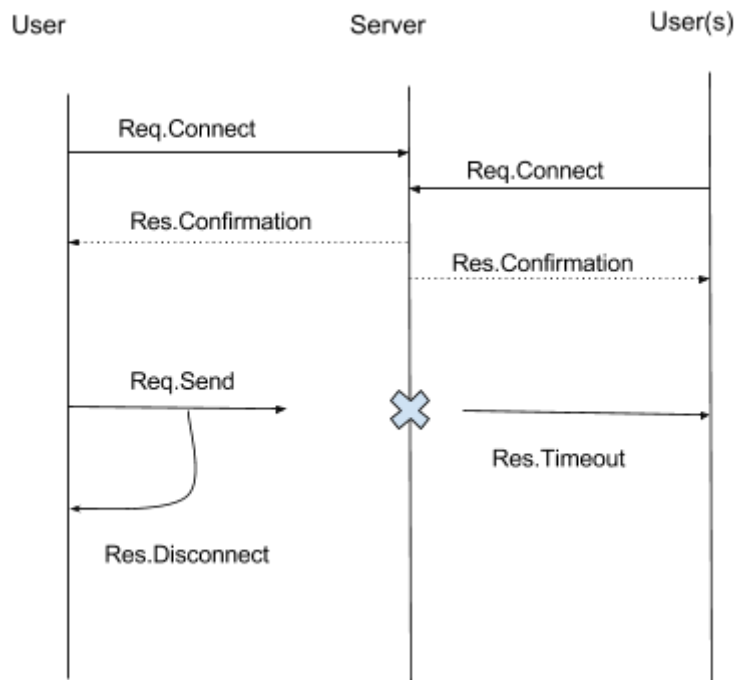 User
Server
User(s)
Req.Connect
Req.Connect
Res.Confirmation
Res.Confirmation
Req.Send
Res.Timeout
Res.Disconnect